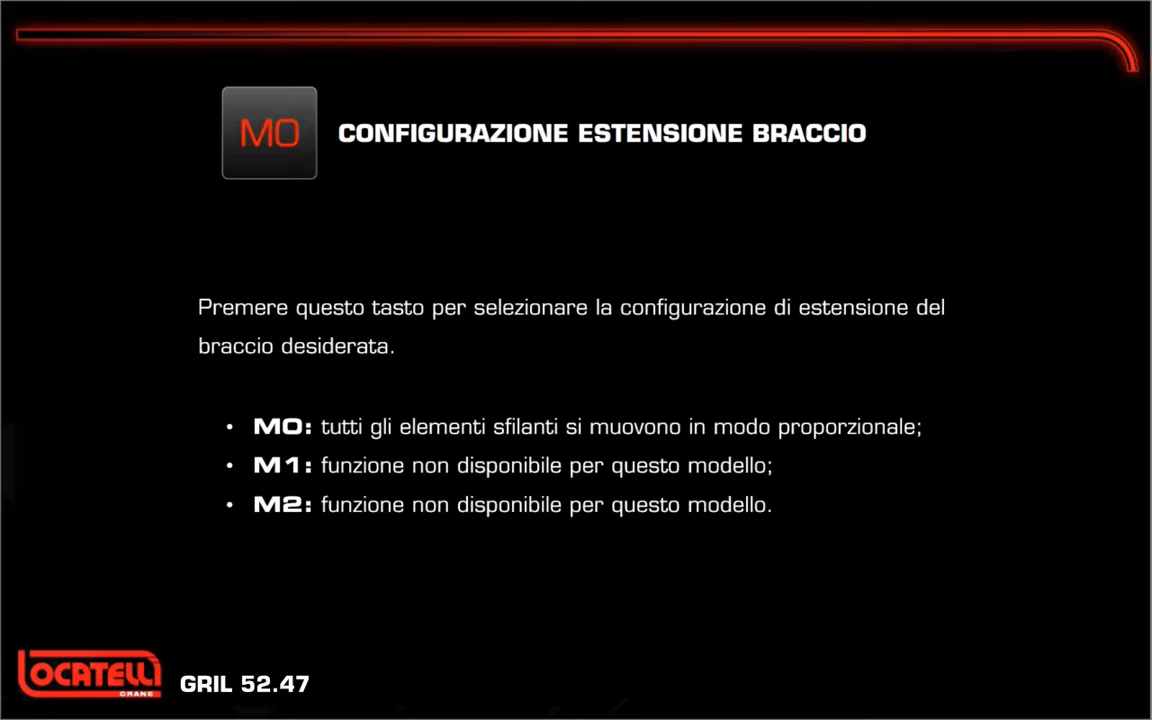 M0
CONFIGURAZIONE ESTENSIONE BRACCIO
Premere questo tasto per selezionare la configurazione di estensione del
braccio desiderata.
• M0: tutti gli elementi sfilanti si muovono in modo proporzionale;
• M1: funzione non disponibile per questo modello;
• M2: funzione non disponibile per questo modello.
LOCATELLI
CRANE
GRIL 52.47